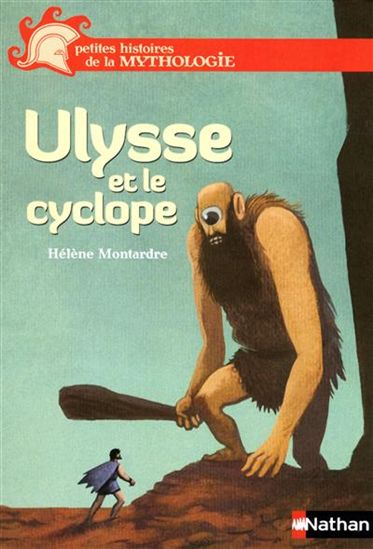 petites histoires
de la MYTHOLOGIE
Ulysse
et le
cyclope
Hélène Montardre
Nathan